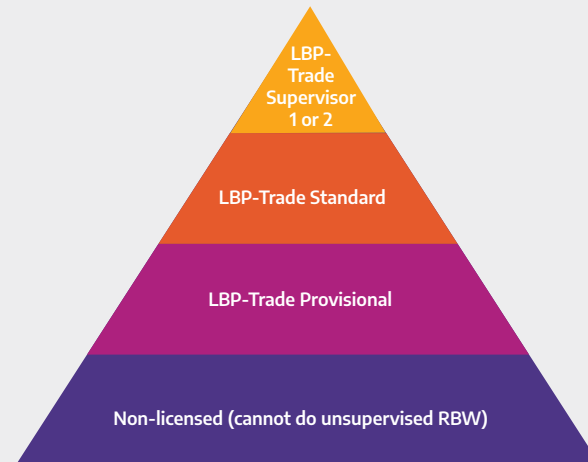 LBP-
Trade
Supervisor
1 or 2
LBP-Trade Standard
LBP-Trade Provisional
Non-licensed (cannot do unsupervised RBW)